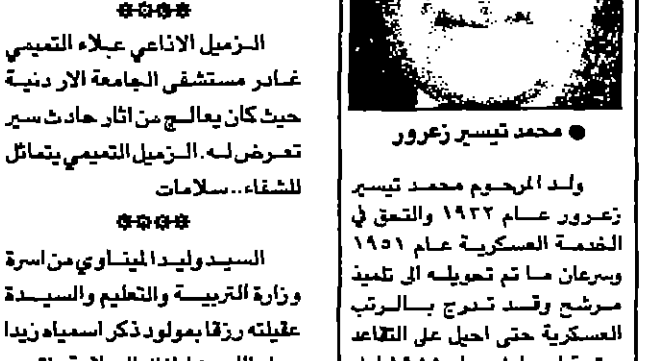 ● محمد تيسير زعرور
ولد المرحوم محمد تيسير
زعرور عام ١٩٣٢ والتحق في
الخدمة العسكرية عام ١٩٥١
وسرعان ما تم تحويله الى تلميذ
مرشح وقد تدرج بالرتب
العسكرية حتى احيل على التقاعد
الزميل الاذاعي علاء التميمي
غادر مستشفى الجامعة الاردنية
حيث كان يعالج من اثار حادث سير
تعرض له. الزميل التميمي يتماثل
للشفاء.. سلامات
السيد وليد الميناوي من اسرة
وزارة التربية والتعليم والسيدة
عقيلته رزقا بمولود ذكر اسمياه زيدا